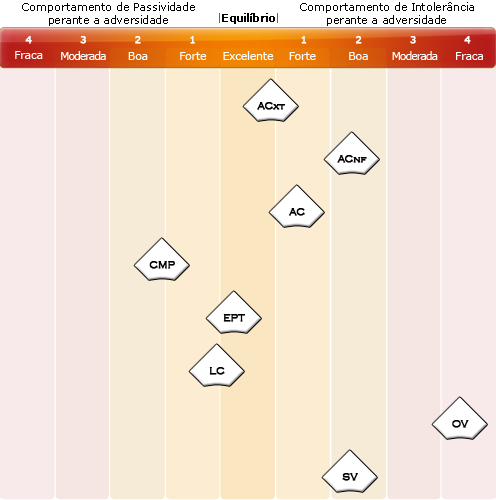 Comportamento de Passividade
perante a adversidade
|Equilíbrio|
Comportamento de Intolerância
perante a adversidade
4 3 2 1 1 2 3 4
Fraca Moderada Boa Forte Excelente Forte Boa Moderada Fraca
ACXT
ACNF
AC
CMP
EPT
LC
OV
SV